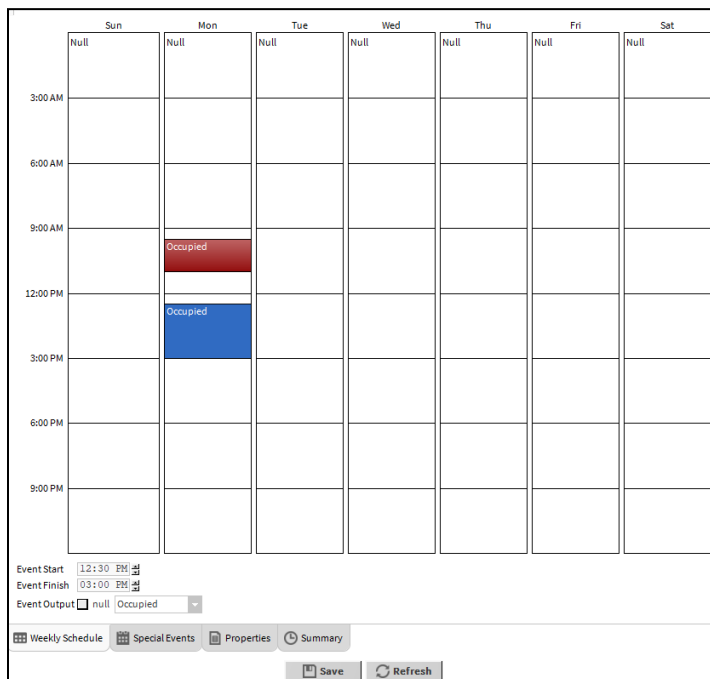 Sun Mon Tue Wed Thu Fri Sat
Null Null Null Null Null Null Null
3:00 AM
6:00 AM
9:00 AM
Occupied
12:00 PM
Occupied
3:00 PM
6:00 PM
9:00 PM
Event Start 12:30 PM
Event Finish 03:00 PM
Event Output null Occupied
Weekly Schedule Special Events Properties Summary
Save Refresh